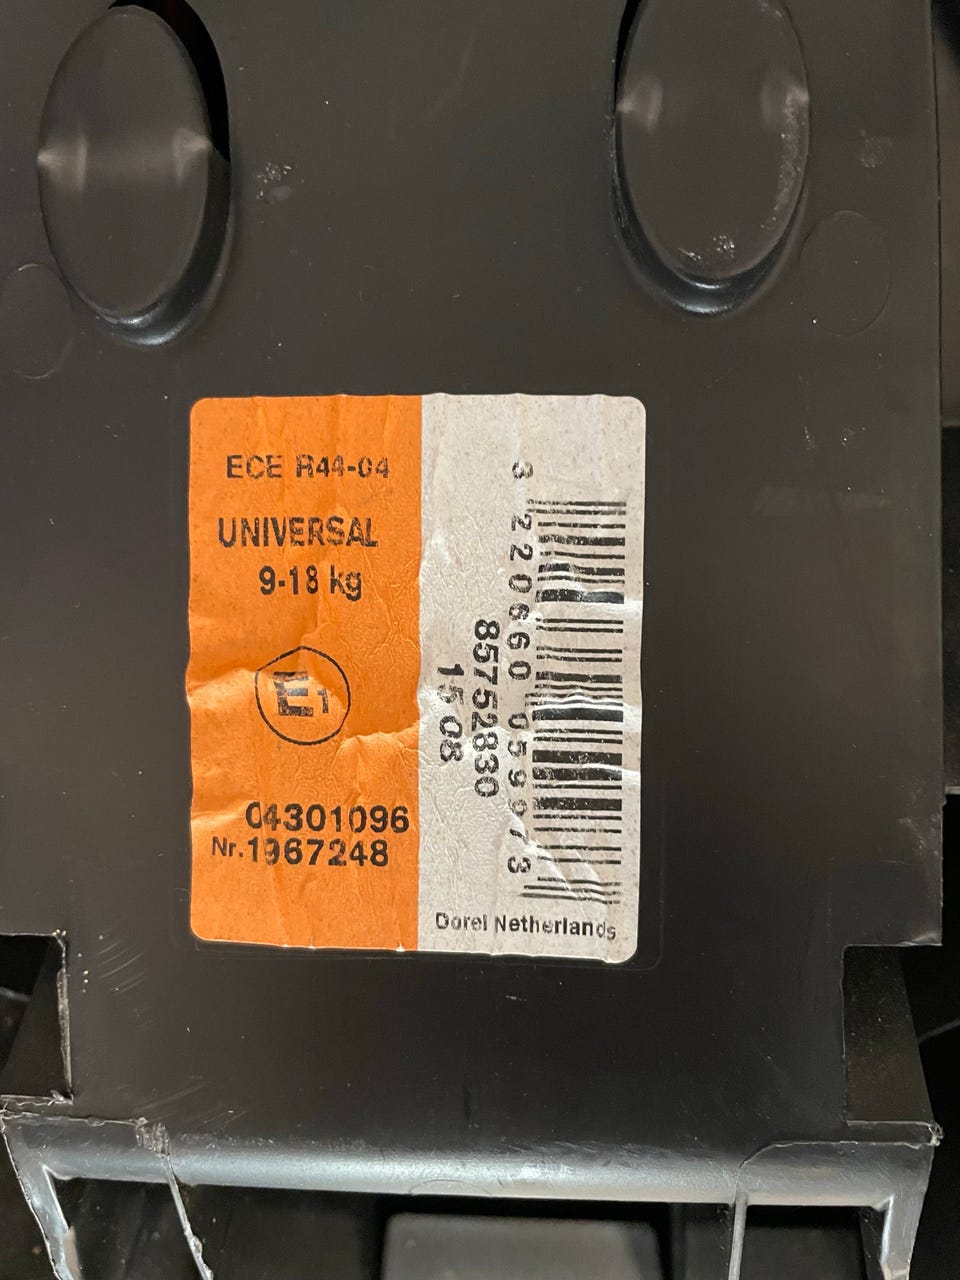 ECE R44-04
UNIVERSAL
9-18 kg
E1
04301096
Nr.1967248
3 220660 059973
85752830
15 08
Dorel Netherlands